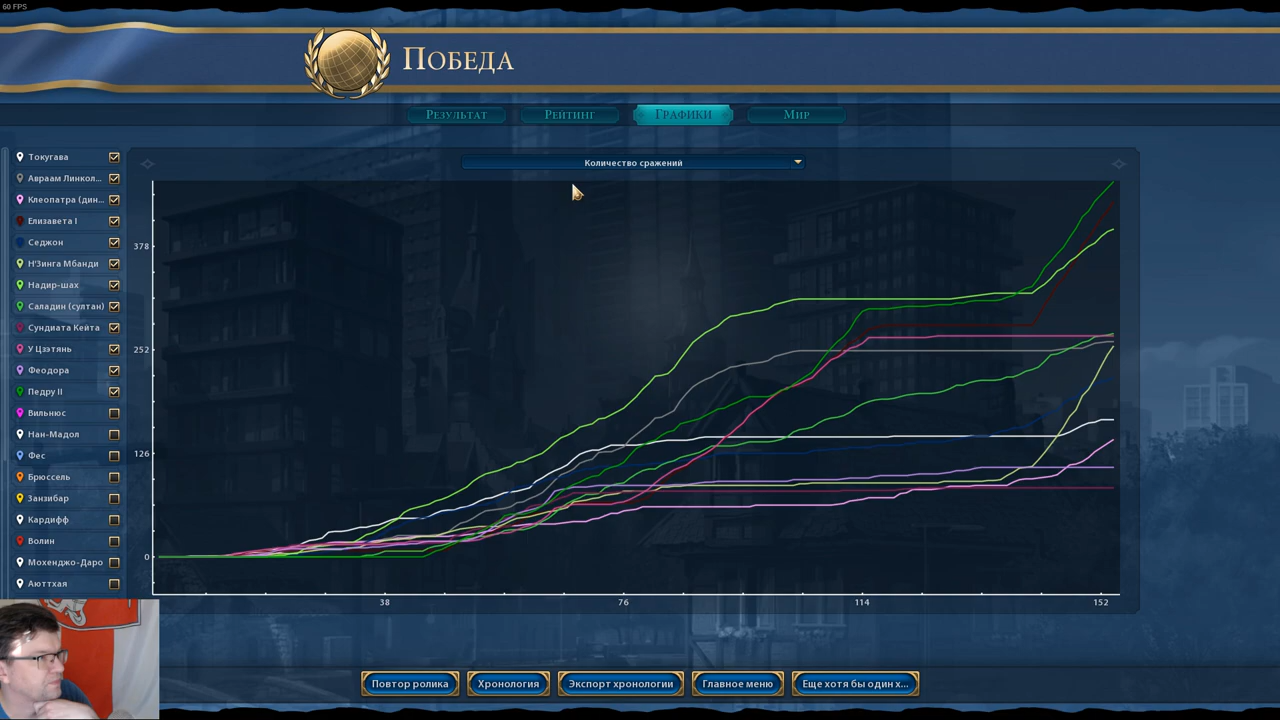 60 FPS
Победа
Результат
Рейтинг
Графики
Мир
Количество сражений
Токугава
Авраам Линкол...
Клеопатра (дин...
Елизавета I
Седжон
Н'Зинга Мбанди
Надир-шах
Саладин (султан)
Сундиата Кейта
У Цзэтянь
Феодора
Педру II
Вильнюс
Нан-Мадол
Фес
Брюссель
Занзибар
Кардифф
Волин
Мохенджо-Даро
Аюттхая
378
252
126
0
38
76
114
152
Повтор ролика
Хронология
Экспорт хронологии
Главное меню
Еще хотя бы один х...